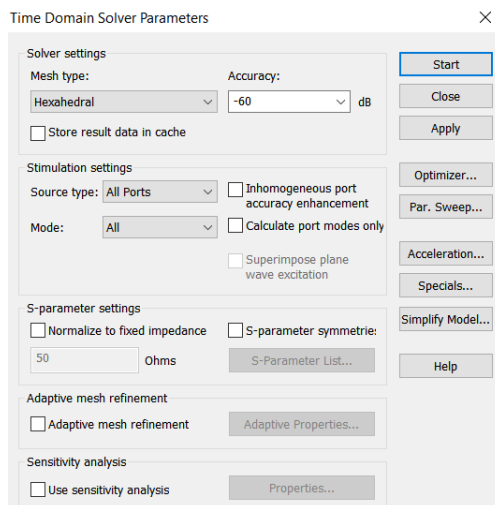 Time Domain Solver Parameters
Solver settings
Mesh type: Accuracy:
Hexahedral -60 dB
Store result data in cache
Stimulation settings
Source type: All Ports Inhomogeneous port
accuracy enhancement
Mode: All Calculate port modes only
Superimpose plane
wave excitation
S-parameter settings
Normalize to fixed impedance S-parameter symmetries
50 Ohms S-Parameter List...
Adaptive mesh refinement
Adaptive mesh refinement Adaptive Properties...
Sensitivity analysis
Use sensitivity analysis Properties...
Start
Close
Apply
Optimizer...
Par. Sweep...
Acceleration...
Specials...
Simplify Model...
Help